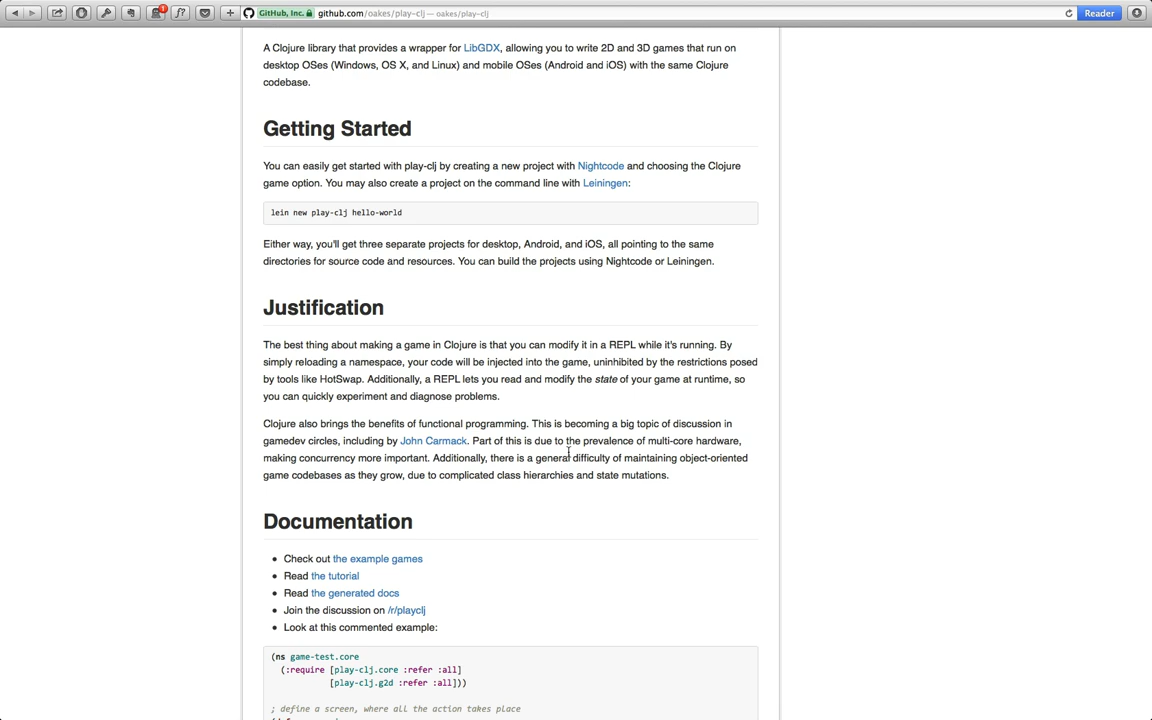 GitHub, Inc. github.com/oakes/play-clj — oakes/play-clj
Reader
1
f?
A Clojure library that provides a wrapper for LibGDX, allowing you to write 2D and 3D games that run on
desktop OSes (Windows, OS X, and Linux) and mobile OSes (Android and iOS) with the same Clojure
codebase.
Getting Started
You can easily get started with play-clj by creating a new project with Nightcode and choosing the Clojure
game option. You may also create a project on the command line with Leiningen:
lein new play-clj hello-world
Either way, you'll get three separate projects for desktop, Android, and iOS, all pointing to the same
directories for source code and resources. You can build the projects using Nightcode or Leiningen.
Justification
The best thing about making a game in Clojure is that you can modify it in a REPL while it's running. By
simply reloading a namespace, your code will be injected into the game, uninhibited by the restrictions posed
by tools like HotSwap. Additionally, a REPL lets you read and modify the state of your game at runtime, so
you can quickly experiment and diagnose problems.
Clojure also brings the benefits of functional programming. This is becoming a big topic of discussion in
gamedev circles, including by John Carmack. Part of this is due to the prevalence of multi-core hardware,
making concurrency more important. Additionally, there is a general difficulty of maintaining object-oriented
game codebases as they grow, due to complicated class hierarchies and state mutations.
Documentation
• Check out the example games
• Read the tutorial
• Read the generated docs
• Join the discussion on /r/playclj
• Look at this commented example:
(ns game-test.core
(:require [play-clj.core :refer :all]
[play-clj.g2d :refer :all]))
; define a screen, where all the action takes place